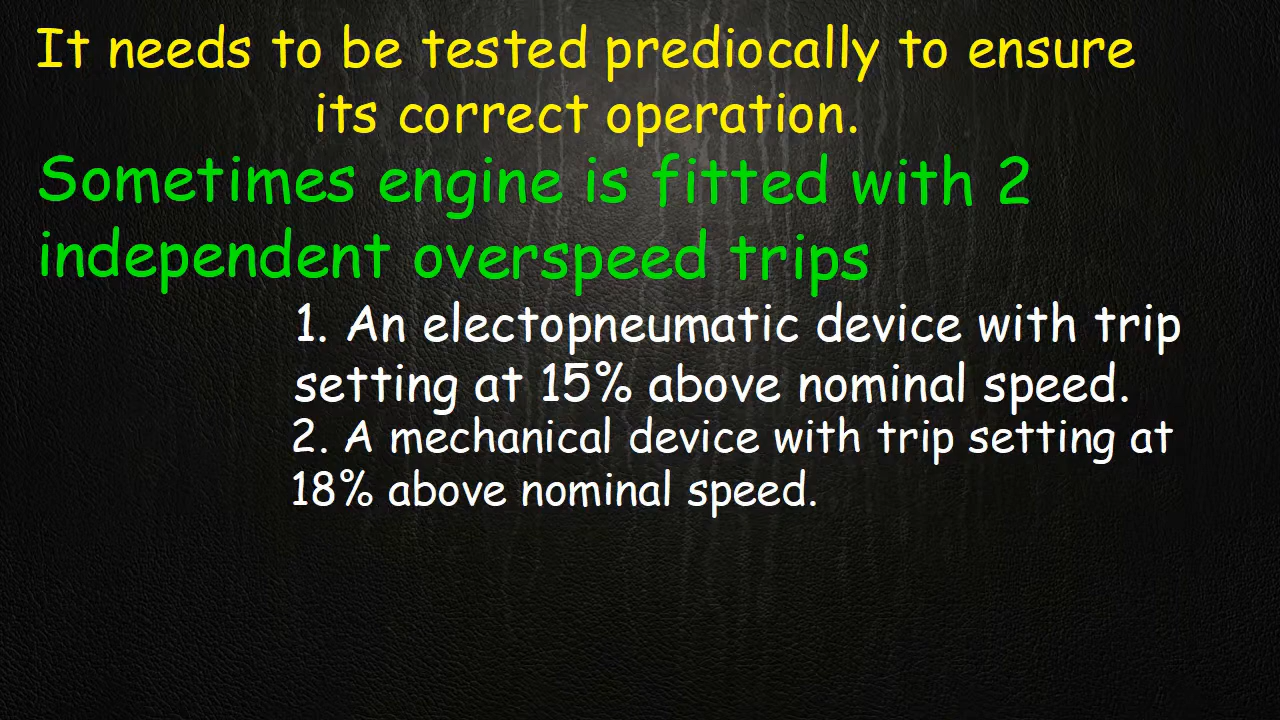 It needs to be tested prediocally to ensure
its correct operation.
Sometimes engine is fitted with 2
independent overspeed trips
1. An electopneumatic device with trip
setting at 15% above nominal speed.
2. A mechanical device with trip setting at
18% above nominal speed.